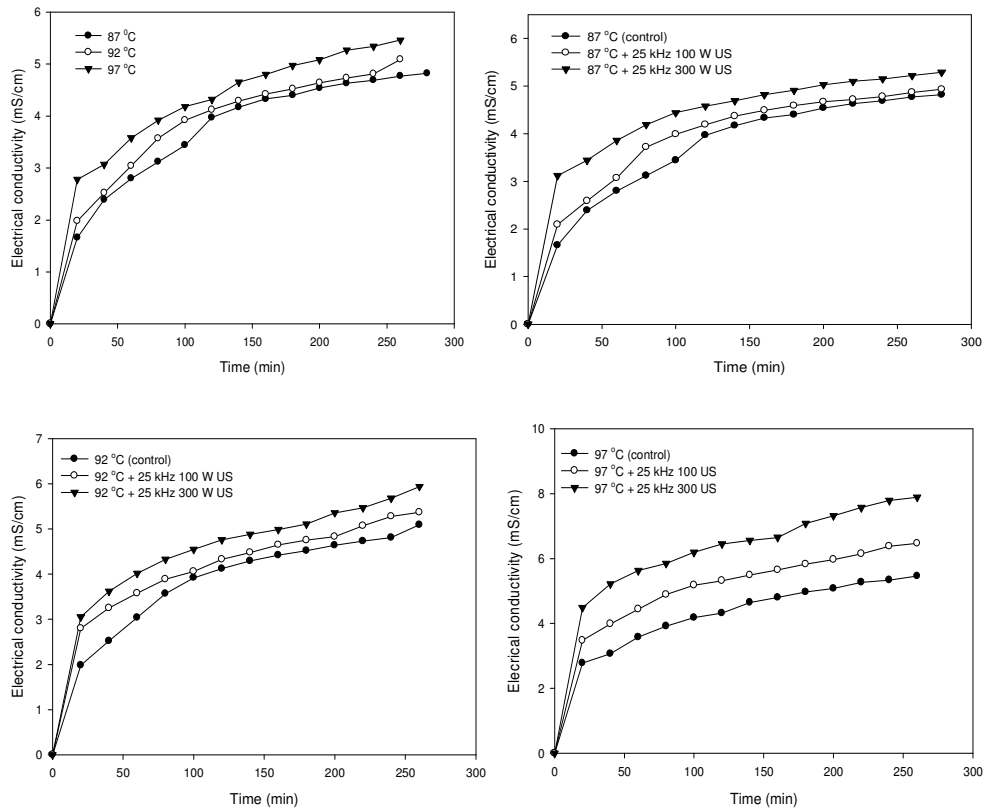 6
5
4
3
2
1
0
Electrical conductivity (mS/cm)
87 °C
92 °C
97 °C
0 50 100 150 200 250 300
Time (min)
6
5
4
3
2
1
0
Electrical conductivity (mS/cm)
87 °C (control)
87 °C + 25 kHz 100 W US
87 °C + 25 kHz 300 W US
0 50 100 150 200 250 300
Time (min)
7
6
5
4
3
2
1
0
Electrical conductivity (mS/cm)
92 °C (control)
92 °C + 25 kHz 100 W US
92 °C + 25 kHz 300 W US
0 50 100 150 200 250 300
Time (min)
10
8
6
4
2
0
Elecrical conductivity (mS/cm)
97 °C (control)
97 °C + 25 kHz 100 US
97 °C + 25 kHz 300 US
0 50 100 150 200 250 300
Time (min)